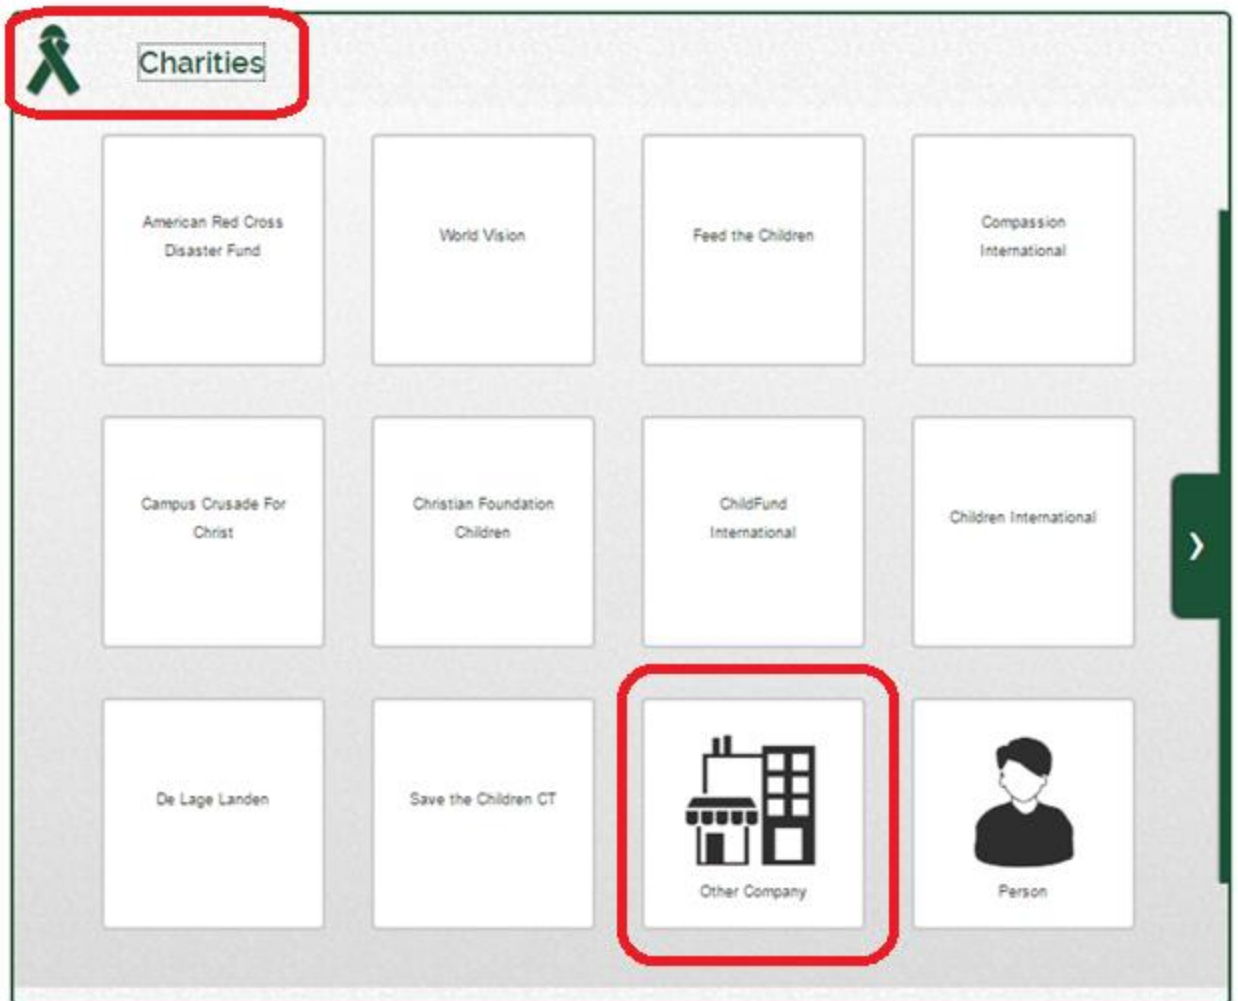 Charities
American Red Cross
Disaster Fund
World Vision
Feed the Children
Compassion
International
Campus Crusade For
Christ
Christian Foundation
Children
ChildFund
International
Children International
De Lage Landen
Save the Children CT
Other Company
Person